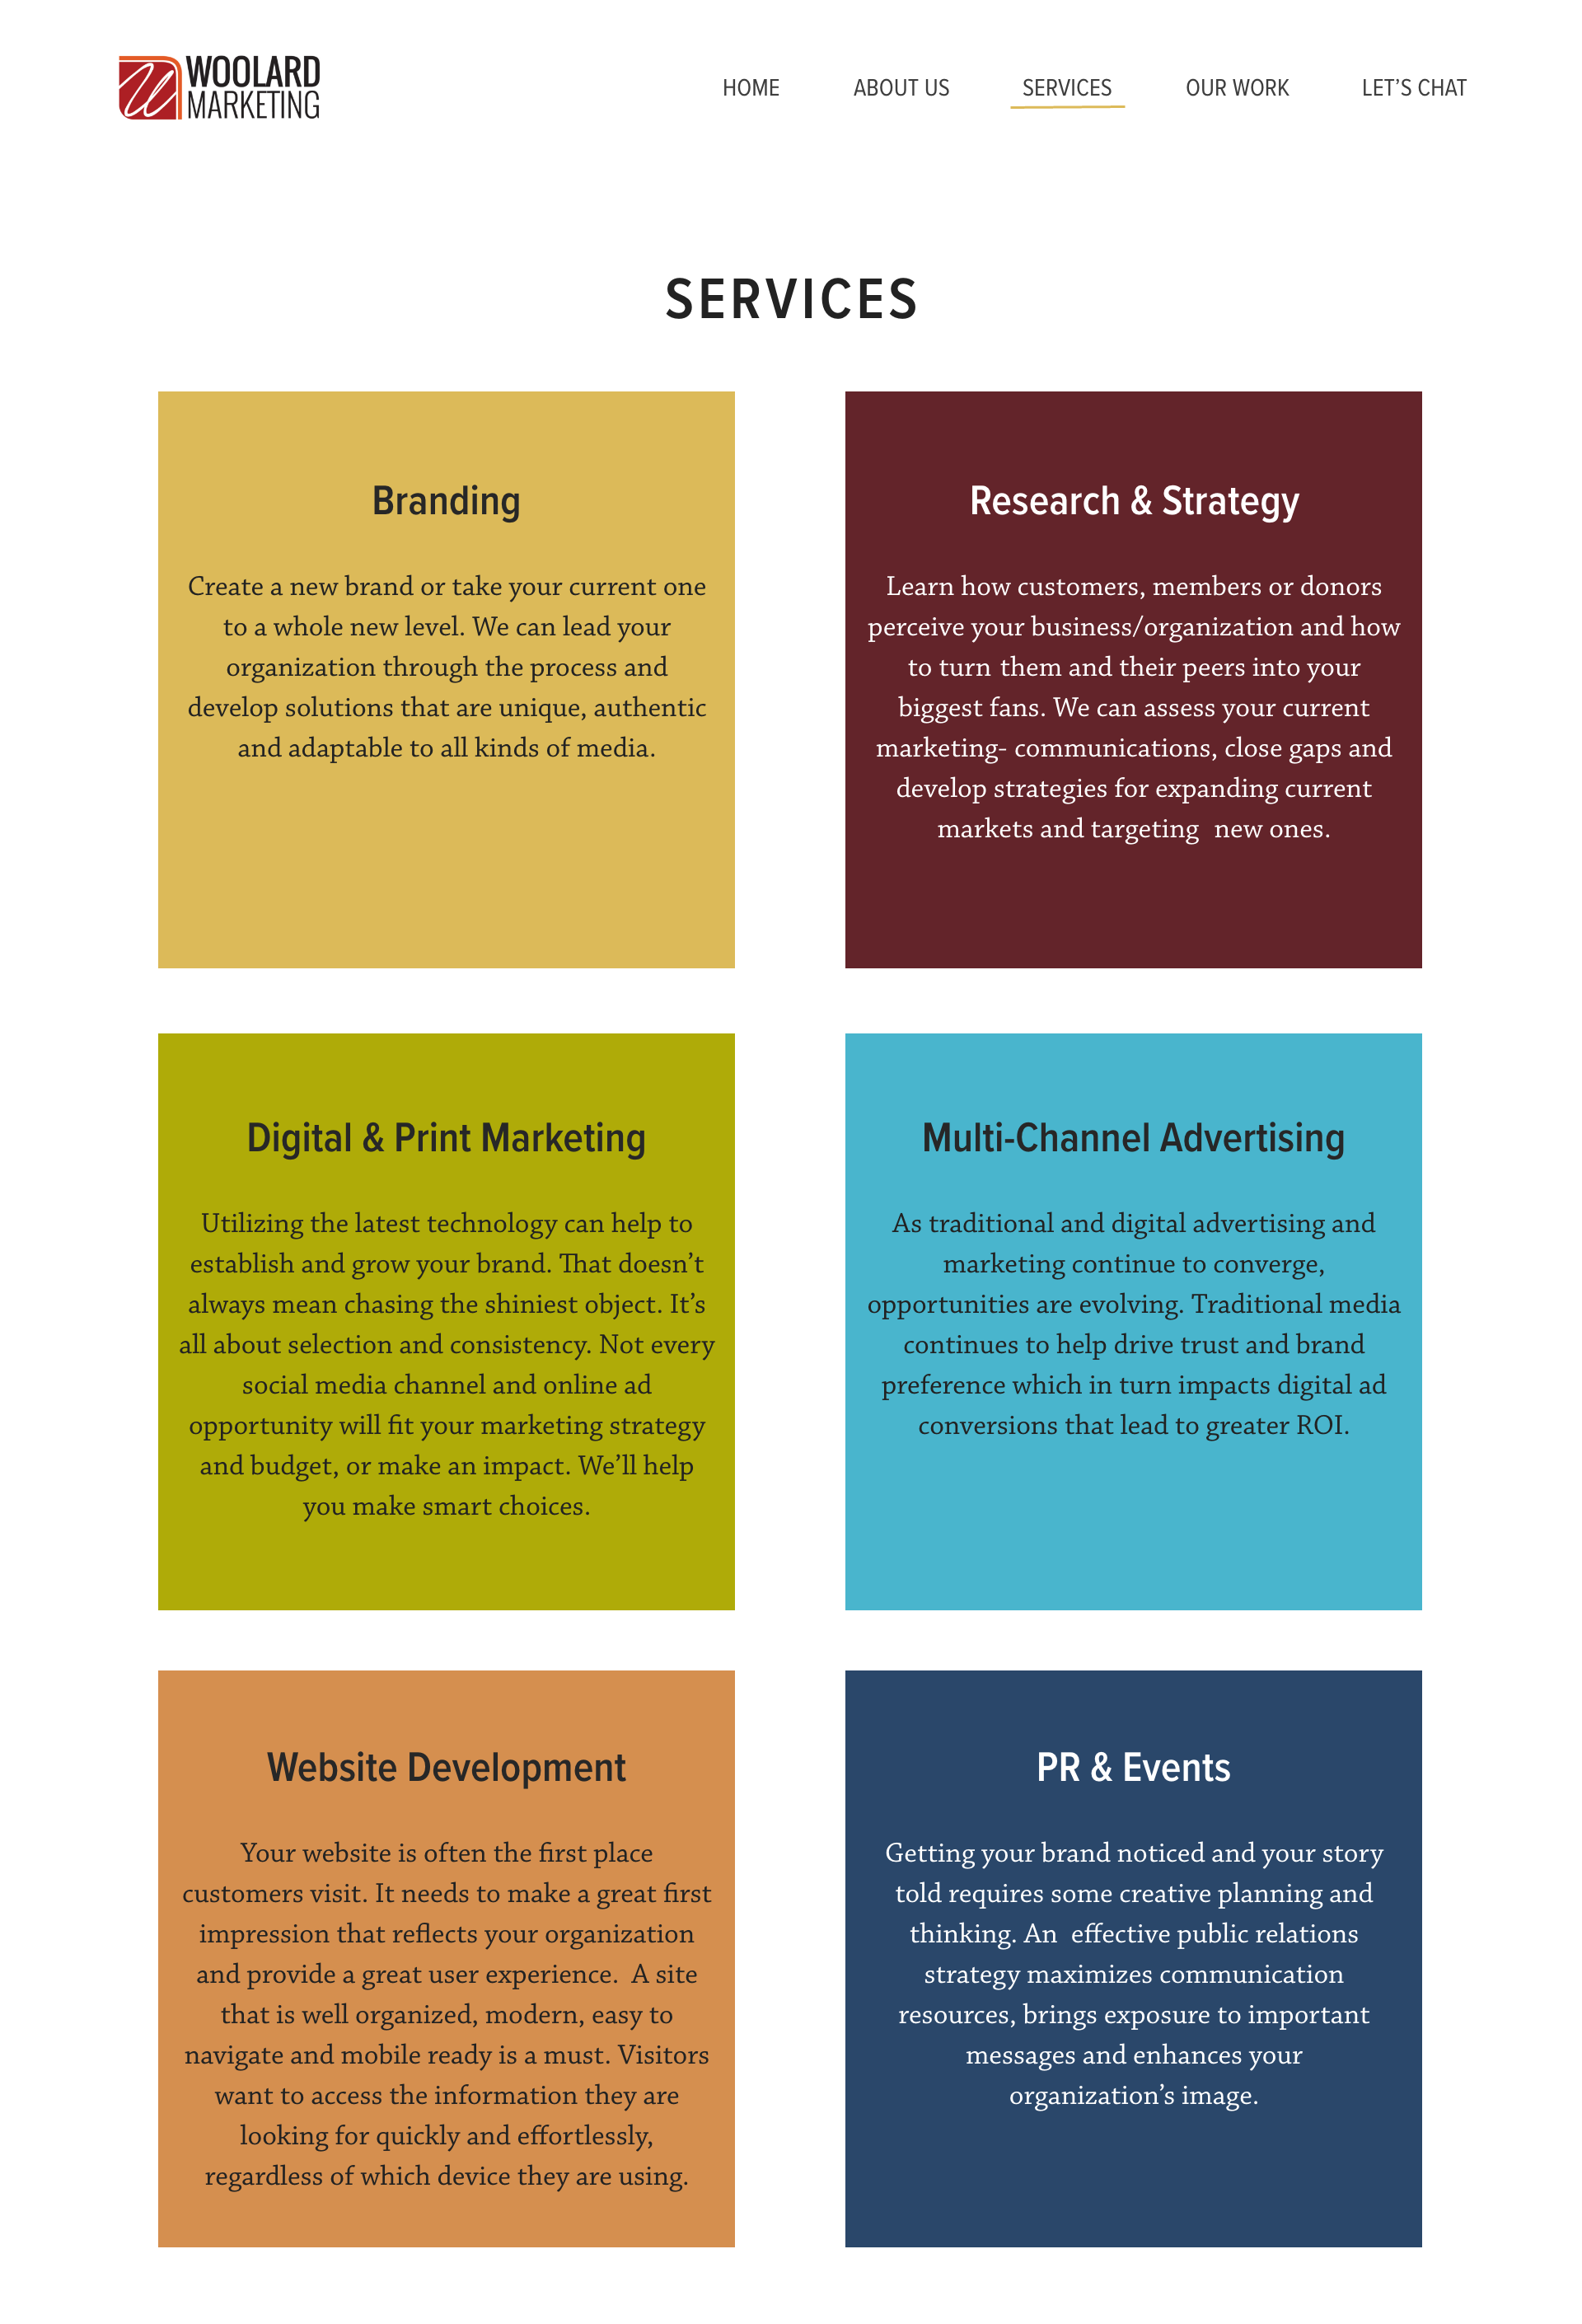 WOOLARD
MARKETING
HOME ABOUT US SERVICES OUR WORK LET’S CHAT
SERVICES
Branding
Create a new brand or take your current one
to a whole new level. We can lead your
organization through the process and
develop solutions that are unique, authentic
and adaptable to all kinds of media.
Research & Strategy
Learn how customers, members or donors
perceive your business/organization and how
to turn them and their peers into your
biggest fans. We can assess your current
marketing- communications, close gaps and
develop strategies for expanding current
markets and targeting  new ones.
Digital & Print Marketing
Utilizing the latest technology can help to
establish and grow your brand. That doesn’t
always mean chasing the shiniest object. It’s
all about selection and consistency. Not every
social media channel and online ad
opportunity will fit your marketing strategy
and budget, or make an impact. We’ll help
you make smart choices.
Multi-Channel Advertising
As traditional and digital advertising and
marketing continue to converge,
opportunities are evolving. Traditional media
continues to help drive trust and brand
preference which in turn impacts digital ad
conversions that lead to greater ROI.
Website Development
Your website is often the first place
customers visit. It needs to make a great first
impression that reflects your organization
and provide a great user experience.  A site
that is well organized, modern, easy to
navigate and mobile ready is a must. Visitors
want to access the information they are
looking for quickly and effortlessly,
regardless of which device they are using.
PR & Events
Getting your brand noticed and your story
told requires some creative planning and
thinking. An  effective public relations
strategy maximizes communication
resources, brings exposure to important
messages and enhances your
organization’s image.